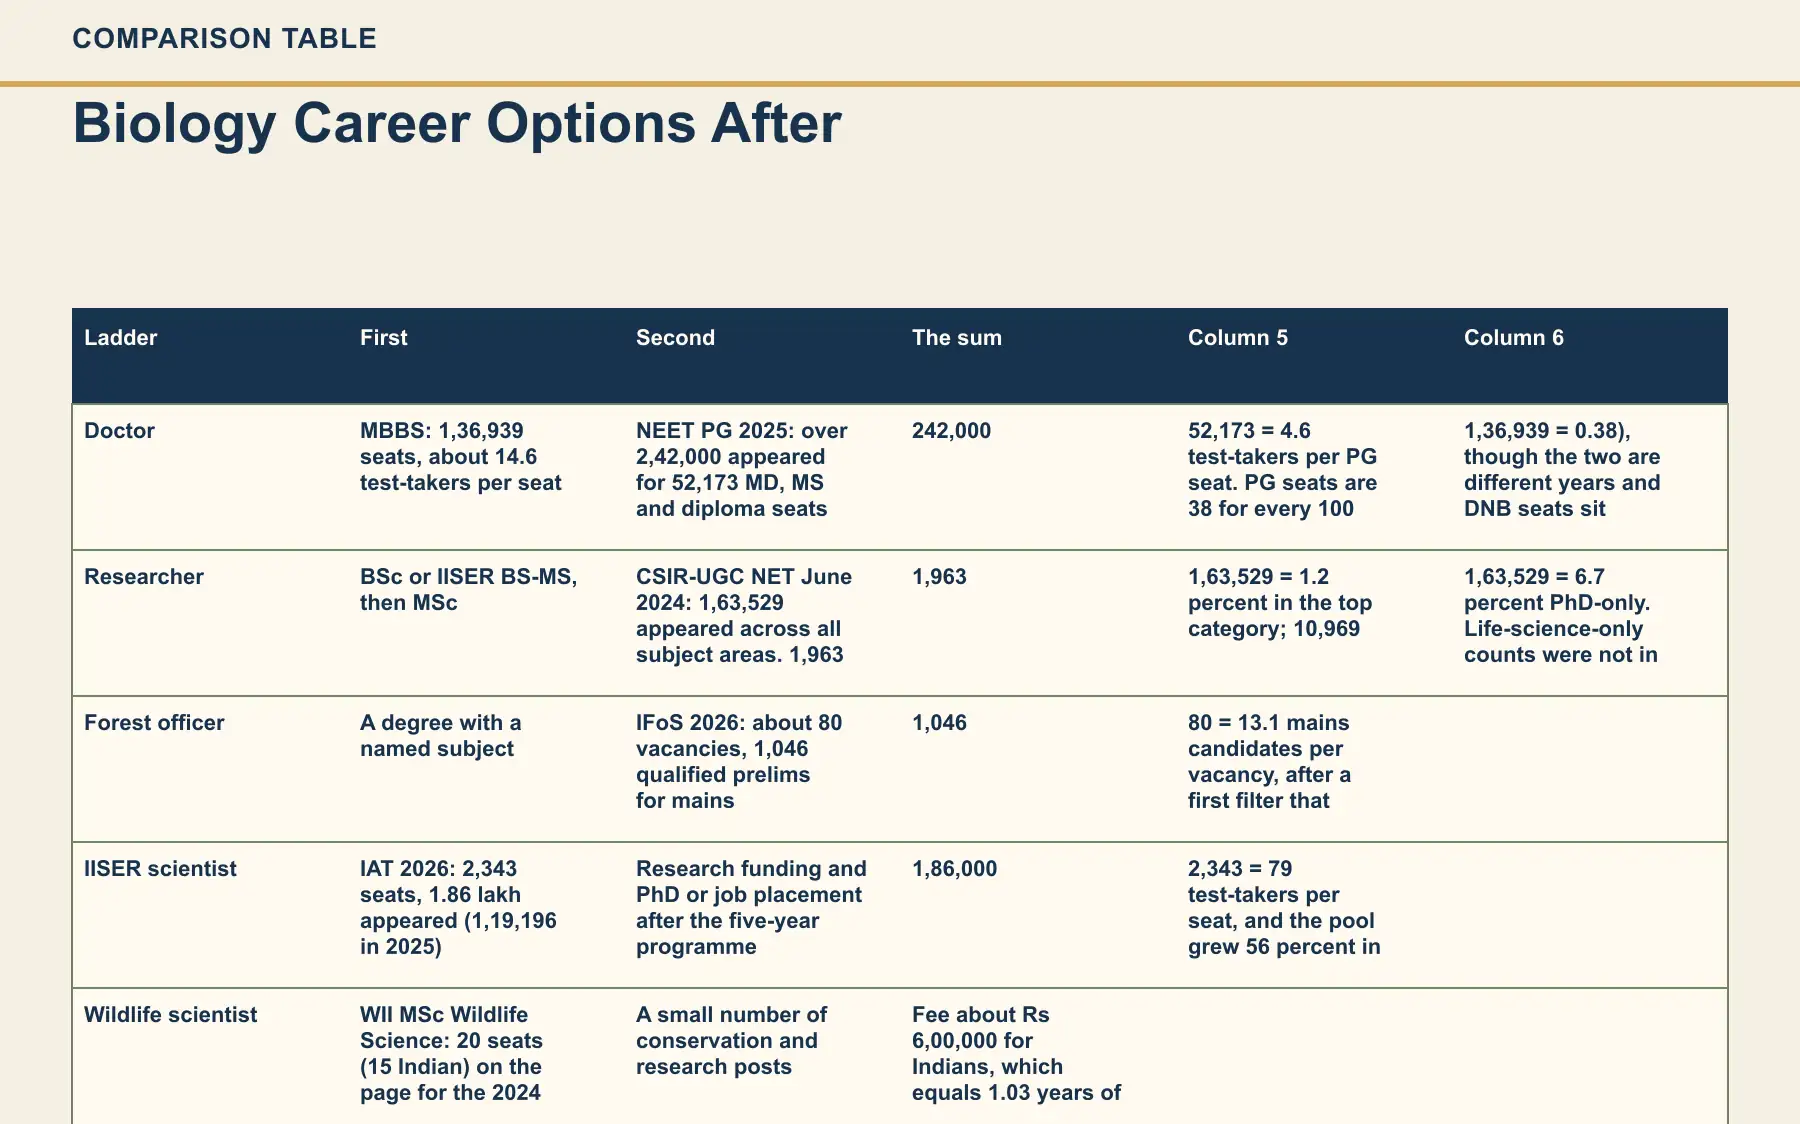 COMPARISON TABLE
Biology Career Options After
Ladder
First
Second
The sum
Column 5
Column 6
Doctor
MBBS: 1,36,939
seats, about 14.6
test-takers per seat
NEET PG 2025: over
2,42,000 appeared
for 52,173 MD, MS
and diploma seats
242,000
52,173 = 4.6
test-takers per PG
seat. PG seats are
38 for every 100
1,36,939 = 0.38),
though the two are
different years and
DNB seats sit
Researcher
BSc or IISER BS-MS,
then MSc
CSIR-UGC NET June
2024: 1,63,529
appeared across all
subject areas. 1,963
1,963
1,63,529 = 1.2
percent in the top
category; 10,969
1,63,529 = 6.7
percent PhD-only.
Life-science-only
counts were not in
Forest officer
A degree with a
named subject
IFoS 2026: about 80
vacancies, 1,046
qualified prelims
for mains
1,046
80 = 13.1 mains
candidates per
vacancy, after a
first filter that
IISER scientist
IAT 2026: 2,343
seats, 1.86 lakh
appeared (1,19,196
in 2025)
Research funding and
PhD or job placement
after the five-year
programme
1,86,000
2,343 = 79
test-takers per
seat, and the pool
grew 56 percent in
Wildlife scientist
WII MSc Wildlife
Science: 20 seats
(15 Indian) on the
page for the 2024
A small number of
conservation and
research posts
Fee about Rs
6,00,000 for
Indians, which
equals 1.03 years of